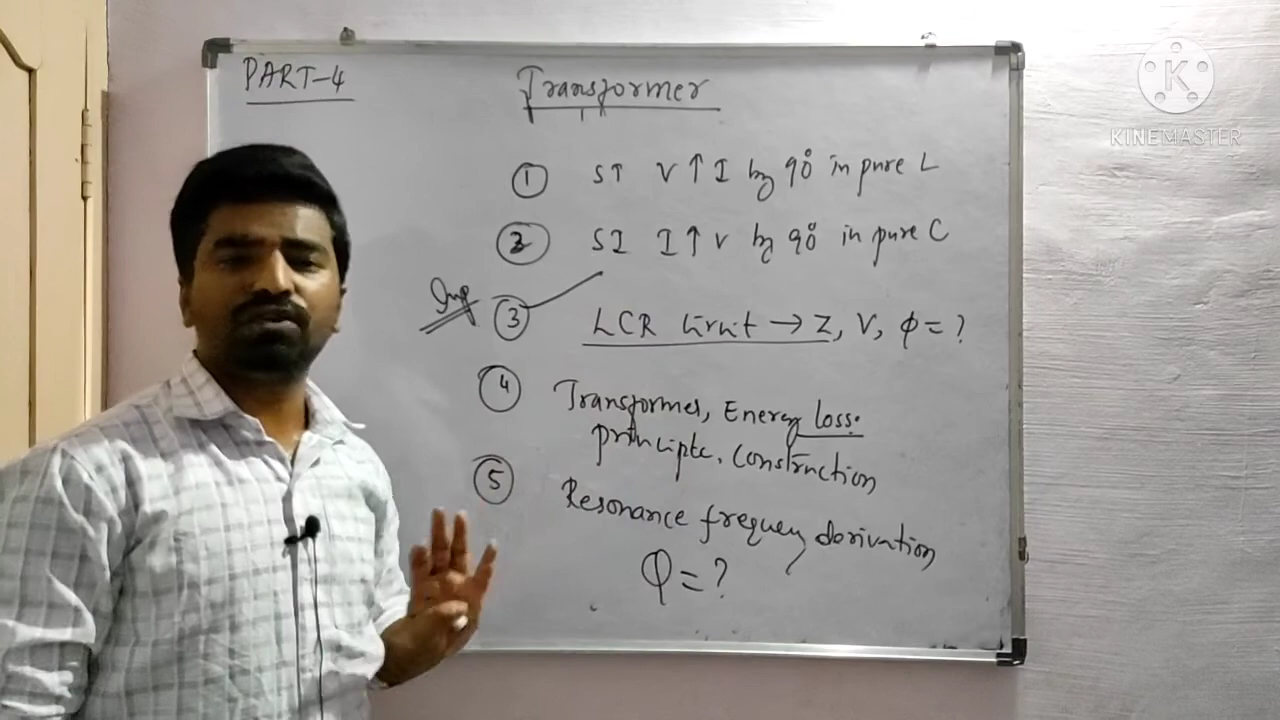 PART-4
Transformer
① S↑ V↑I by 90° in pure L
② SI I↑V by 90° in pure C
Imp ③ LCR circuit → Z, V, φ = ?
④ Transformer, Energy loss.
principle, construction
⑤ Resonance frequency derivation
Q = ?
K
KINEMASTER